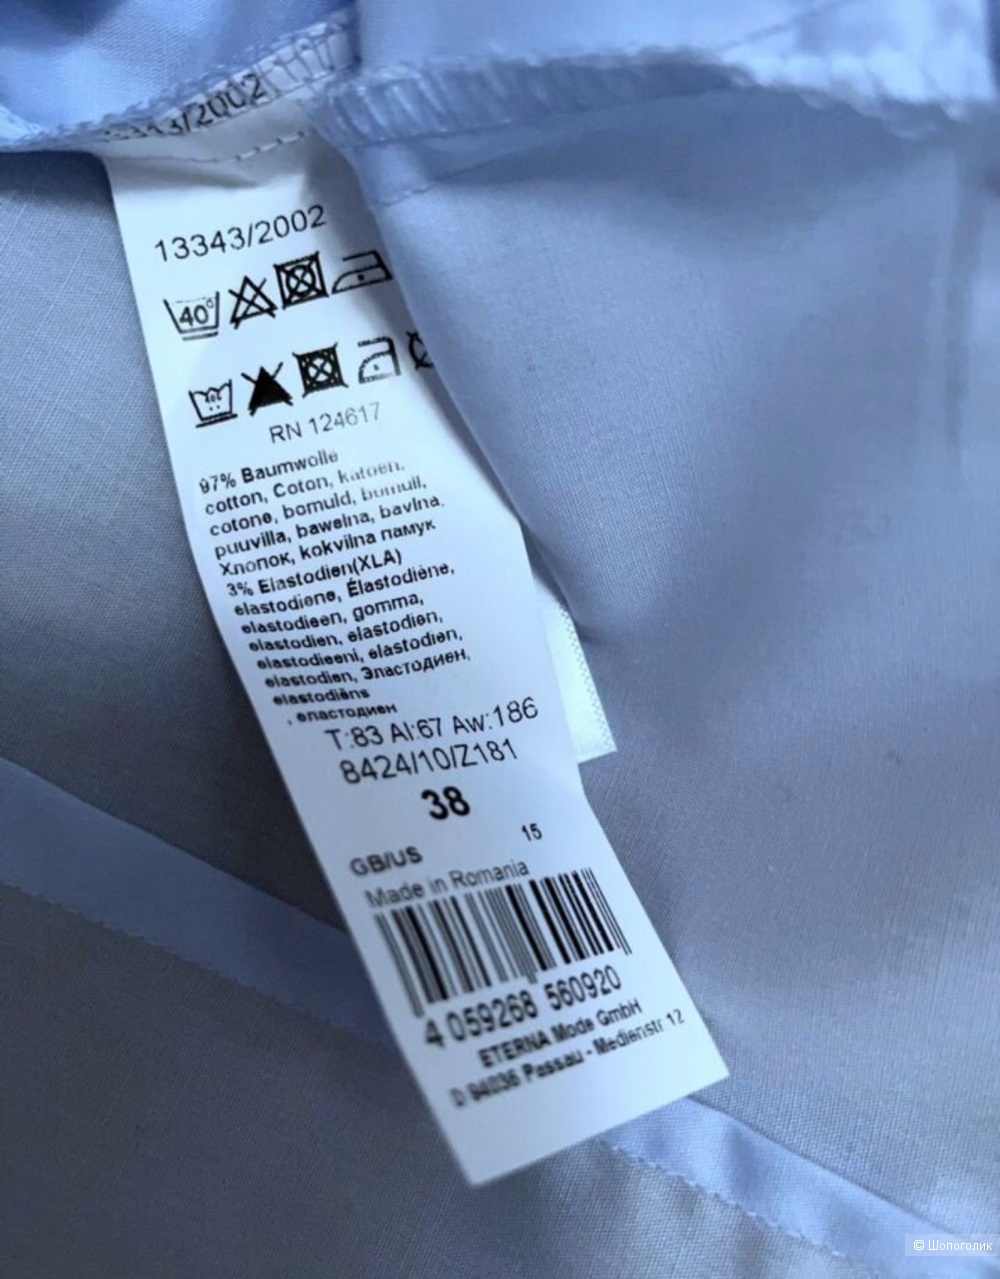 13343/2002
13343/2002
40°
RN 124617
97% Baumwolle
cotton, Coton, katoen,
cotone, bomuld, bomull,
puuvilla, bawełna, bavlna,
Хлопок, kokvilna памук
3% Elastodien(XLA)
elastodiene, Élastodiène,
elastodieen, gomma,
elastodien, elastodien,
elastodieeni, elastodien,
elastodien, Эластодиен,
elastodiēns
, еластодиен
T:83 Al:67 Aw:186
8424/10/Z181
38
GB/US 15
Made in Romania
4 059268 560920
ETERNA Mode GmbH
D 94036 Passau - Medienstr 12
© Шопоголик